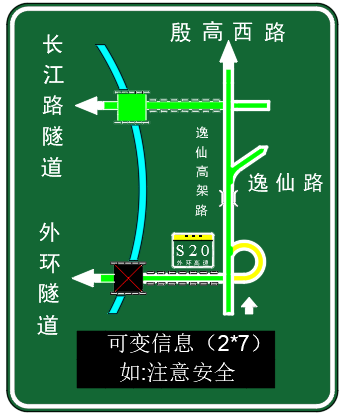 殷高西路
长江路隧道
逸仙高架路
逸仙路
外环隧道
S20
外环高速
可变信息（2*7）
如:注意安全